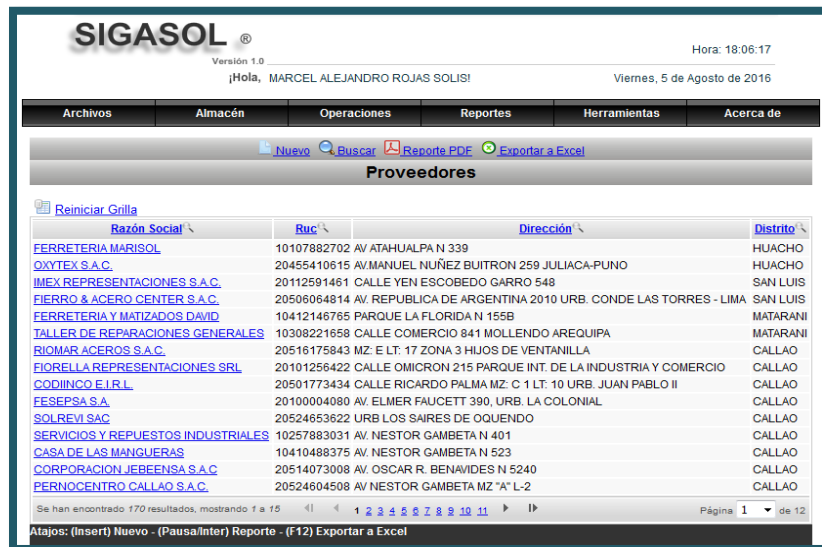 SIGASOL ®
Versión 1.0
Hora: 18:06:17
¡Hola, MARCEL ALEJANDRO ROJAS SOLIS!
Viernes, 5 de Agosto de 2016
Archivos Almacén Operaciones Reportes Herramientas Acerca de
Nuevo Buscar Reporte PDF Exportar a Excel
Proveedores
Reiniciar Grilla
Razón Social Ruc Dirección Distrito
FERRETERIA MARISOL 10107882702 AV ATAHUALPA N 339 HUACHO
OXYTEX S.A.C. 20455410615 AV.MANUEL NUÑEZ BUITRON 259 JULIACA-PUNO HUACHO
IMEX REPRESENTACIONES S.A.C. 20112591461 CALLE YEN ESCOBEDO GARRO 548 SAN LUIS
FIERRO & ACERO CENTER S.A.C. 20506064814 AV. REPUBLICA DE ARGENTINA 2010 URB. CONDE LAS TORRES - LIMA SAN LUIS
FERRETERIA Y MATIZADOS DAVID 10412146765 PARQUE LA FLORIDA N 155B MATARANI
TALLER DE REPARACIONES GENERALES 10308221658 CALLE COMERCIO 841 MOLLENDO AREQUIPA MATARANI
RIOMAR ACEROS S.A.C. 20516175843 MZ: E LT: 17 ZONA 3 HIJOS DE VENTANILLA CALLAO
FIORELLA REPRESENTACIONES SRL 20101256422 CALLE OMICRON 215 PARQUE INT. DE LA INDUSTRIA Y COMERCIO CALLAO
CODIINCO E.I.R.L. 20501773434 CALLE RICARDO PALMA MZ: C 1 LT: 10 URB. JUAN PABLO II CALLAO
FESEPSA S.A. 20100004080 AV. ELMER FAUCETT 390, URB. LA COLONIAL CALLAO
SOLREVI SAC 20524653622 URB LOS SAIRES DE OQUENDO CALLAO
SERVICIOS Y REPUESTOS INDUSTRIALES 10257883031 AV. NESTOR GAMBETA N 401 CALLAO
CASA DE LAS MANGUERAS 10410488375 AV. NESTOR GAMBETA N 523 CALLAO
CORPORACION JEBEENSA S.A.C 20514073008 AV. OSCAR R. BENAVIDES N 5240 CALLAO
PERNOCENTRO CALLAO S.A.C. 20524604508 AV NESTOR GAMBETA MZ "A" L-2 CALLAO
Se han encontrado 170 resultados, mostrando 1 a 15 1 2 3 4 5 6 7 8 9 10 11 Página 1 de 12
Atajos: (Insert) Nuevo - (Pausa/Inter) Reporte - (F12) Exportar a Excel